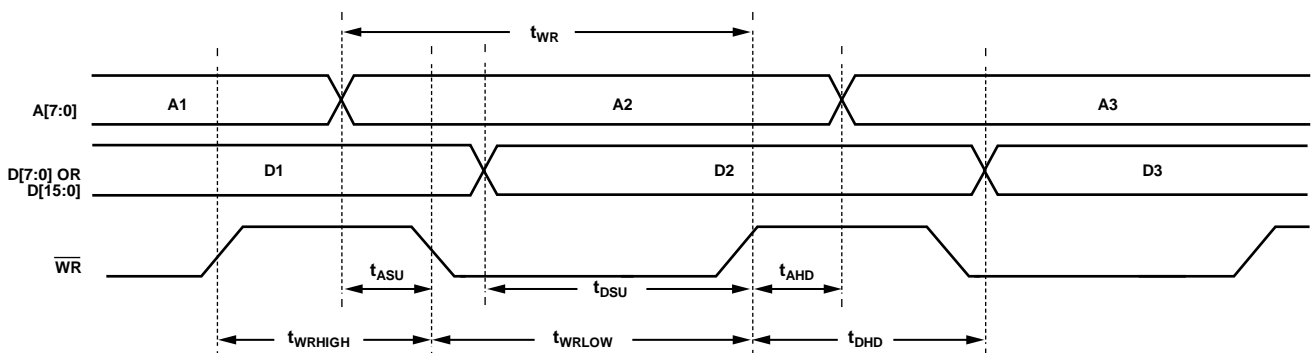 tWR
A[7:0]
A1
A2
A3
D[7:0] OR
D[15:0]
D1
D2
D3
WR
tASU
tDSU
tAHD
tWRHIGH
tWRLOW
tDHD